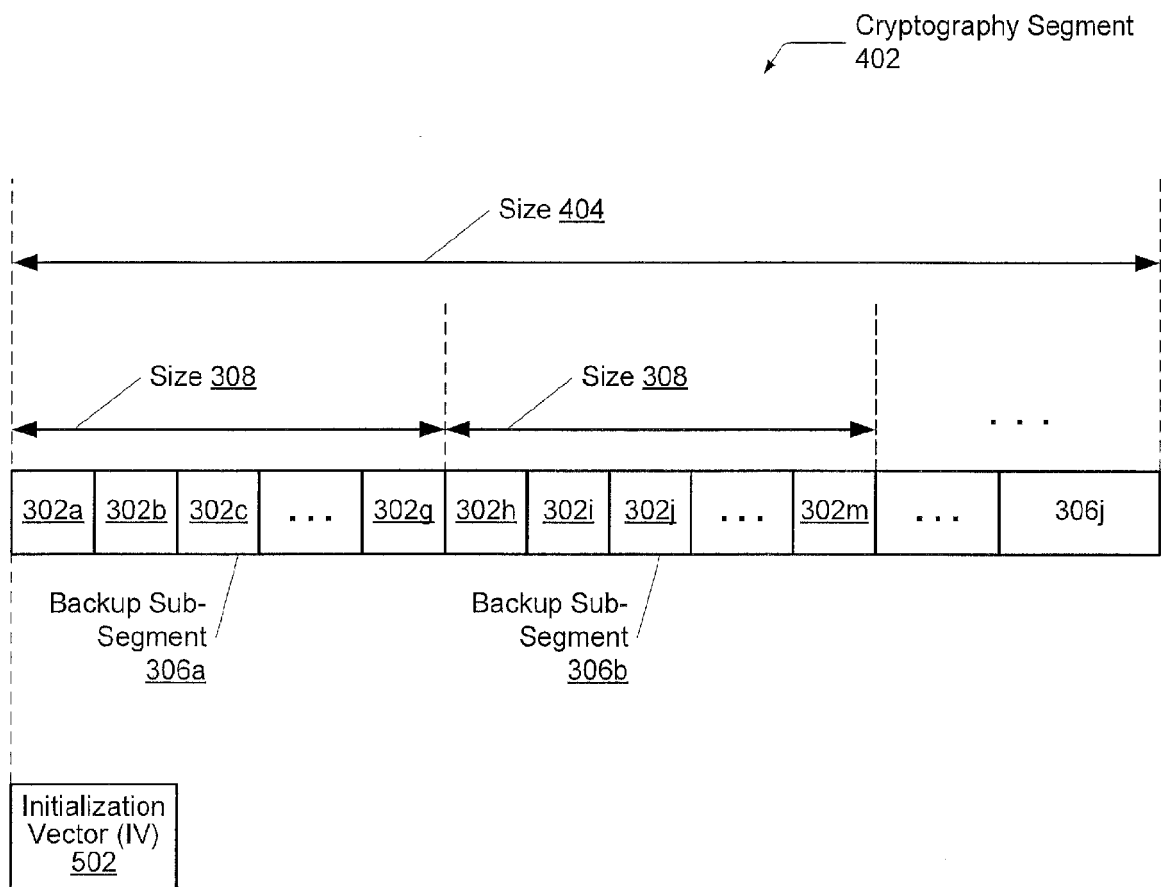 Cryptography Segment
402
Size 404
Size 308
Size 308
. . .
302a 302b 302c . . . 302g 302h 302i 302j . . . 302m . . . 306j
Backup Sub-
Segment
306a
Backup Sub-
Segment
306b
Initialization
Vector (IV)
502